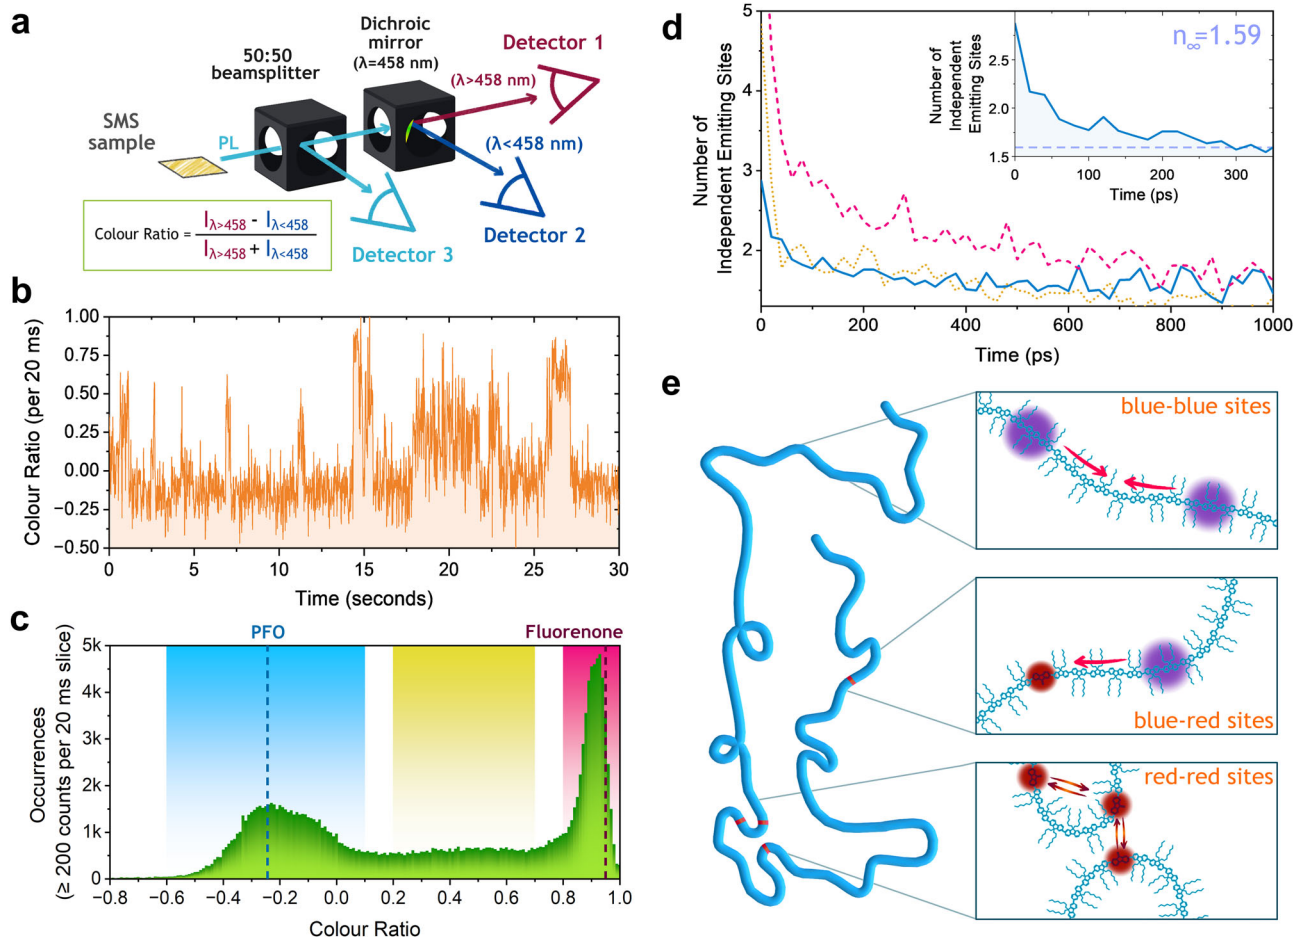 a
50:50
beamsplitter
Dichroic
mirror
(λ=458 nm)
Detector 1
(λ>458 nm)
SMS
sample
PL
(λ<458 nm)
Detector 2
Detector 3
Colour Ratio = (I_λ>458 - I_λ<458) / (I_λ>458 + I_λ<458)
b
Colour Ratio (per 20 ms)
1.00
0.75
0.50
0.25
0.00
−0.25
−0.50
0 5 10 15 20 25 30
Time (seconds)
c
PFO
Fluorenone
Occurrences
(≥ 200 counts per 20 ms slice)
5k
4k
3k
2k
1k
0
−0.8 −0.6 −0.4 −0.2 0.0 0.2 0.4 0.6 0.8 1.0
Colour Ratio
d
Number of
Independent Emitting Sites
5
4
3
2
0 200 400 600 800 1000
Time (ps)
n∞=1.59
Number of
Independent
Emitting Sites
2.5
2.0
1.5
0 100 200 300
Time (ps)
e
blue-blue sites
blue-red sites
red-red sites